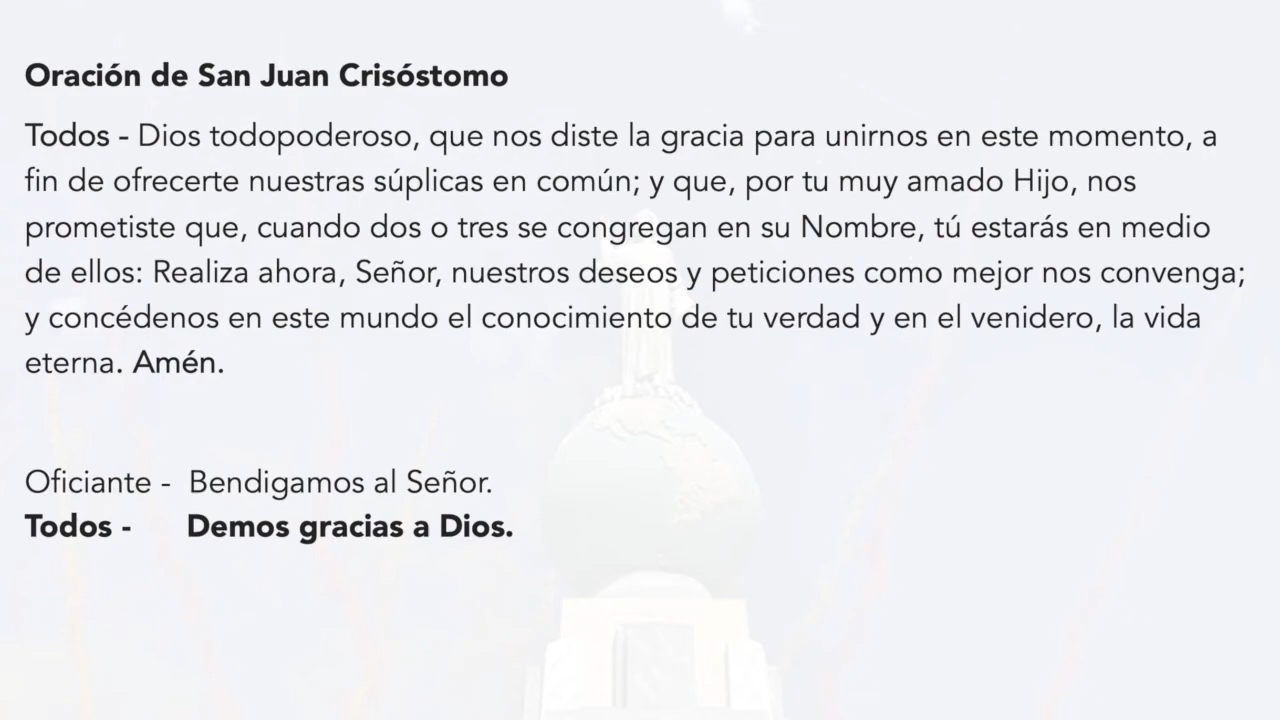 Oración de San Juan Crisóstomo
Todos - Dios todopoderoso, que nos diste la gracia para unirnos en este momento, a
fin de ofrecerte nuestras súplicas en común; y que, por tu muy amado Hijo, nos
prometiste que, cuando dos o tres se congregan en su Nombre, tú estarás en medio
de ellos: Realiza ahora, Señor, nuestros deseos y peticiones como mejor nos convenga;
y concédenos en este mundo el conocimiento de tu verdad y en el venidero, la vida
eterna. Amén.
Oficiante - Bendigamos al Señor.
Todos - Demos gracias a Dios.